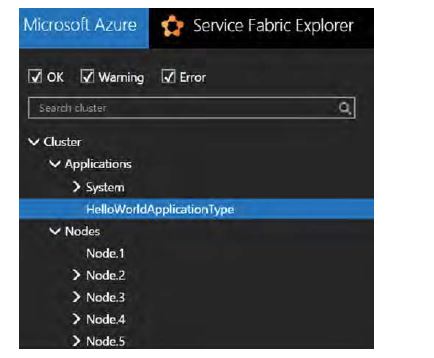 Microsoft Azure Service Fabric Explorer
OK Warning Error
Search cluster
Cluster
Applications
System
HelloWorldApplicationType
Nodes
Node.1
Node.2
Node.3
Node.4
Node.5